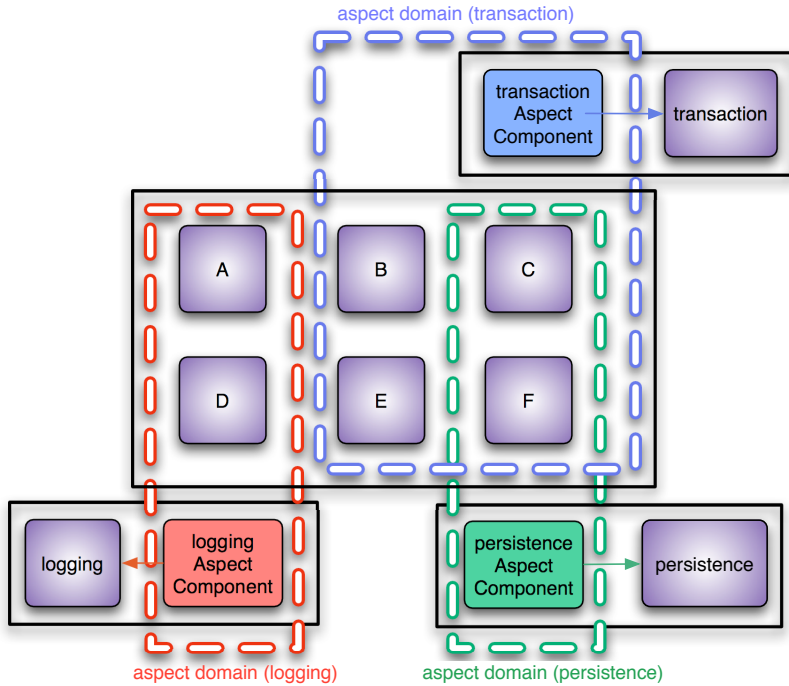 aspect domain (transaction)
transaction
Aspect
Component
transaction
A
B
C
D
E
F
logging
logging
Aspect
Component
persistence
Aspect
Component
persistence
aspect domain (logging)
aspect domain (persistence)